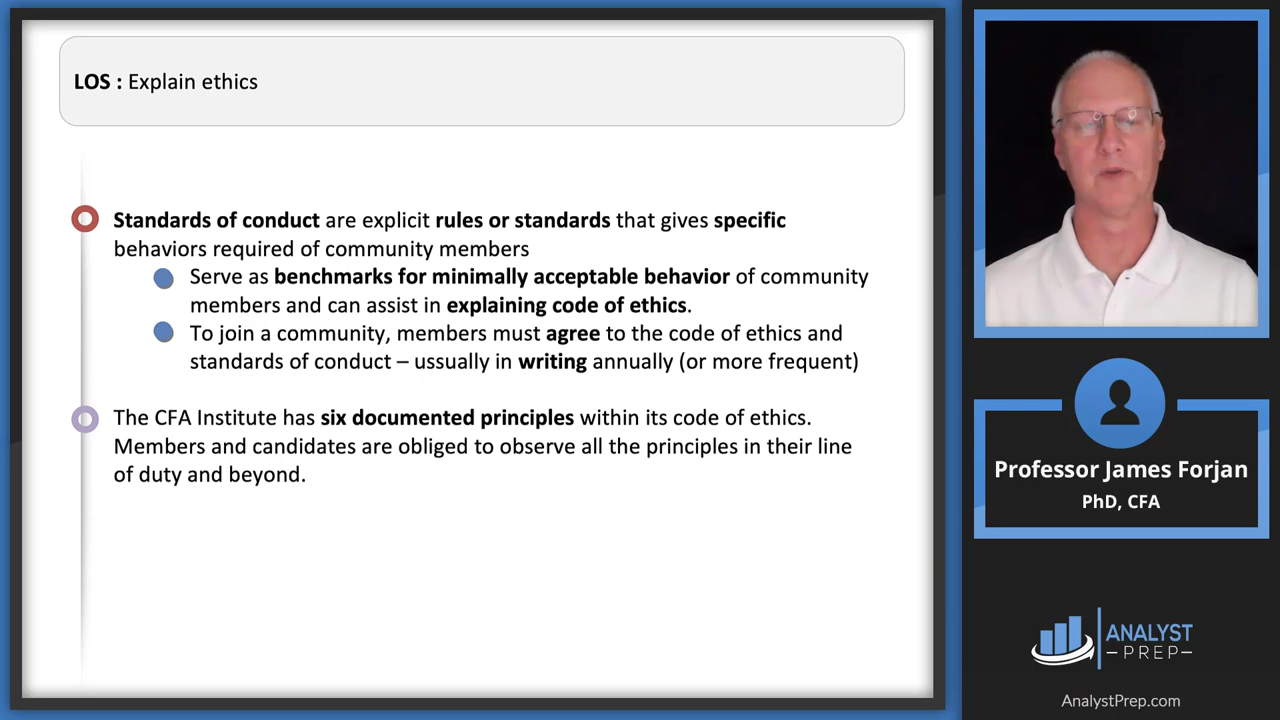 LOS : Explain ethics
Standards of conduct are explicit rules or standards that gives specific
behaviors required of community members
Serve as benchmarks for minimally acceptable behavior of community
members and can assist in explaining code of ethics.
To join a community, members must agree to the code of ethics and
standards of conduct – ususally in writing annually (or more frequent)
The CFA Institute has six documented principles within its code of ethics.
Members and candidates are obliged to observe all the principles in their line
of duty and beyond.
Professor James Forjan
PhD, CFA
ANALYST
PREP
AnalystPrep.com